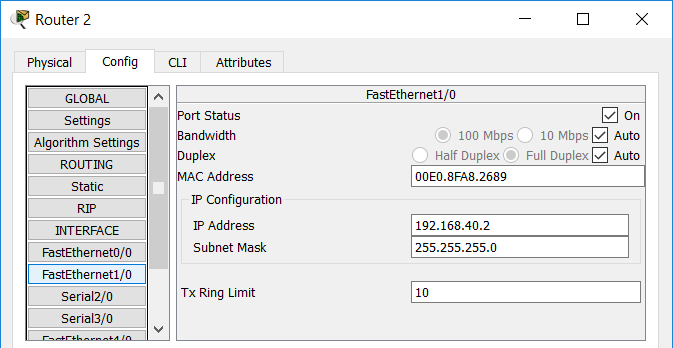 Router 2
Physical Config CLI Attributes
GLOBAL
Settings
Algorithm Settings
ROUTING
Static
RIP
INTERFACE
FastEthernet0/0
FastEthernet1/0
Serial2/0
Serial3/0
FastEthernet4/0
FastEthernet1/0
Port Status On
Bandwidth 100 Mbps 10 Mbps Auto
Duplex Half Duplex Full Duplex Auto
MAC Address 00E0.8FA8.2689
IP Configuration
IP Address 192.168.40.2
Subnet Mask 255.255.255.0
Tx Ring Limit 10